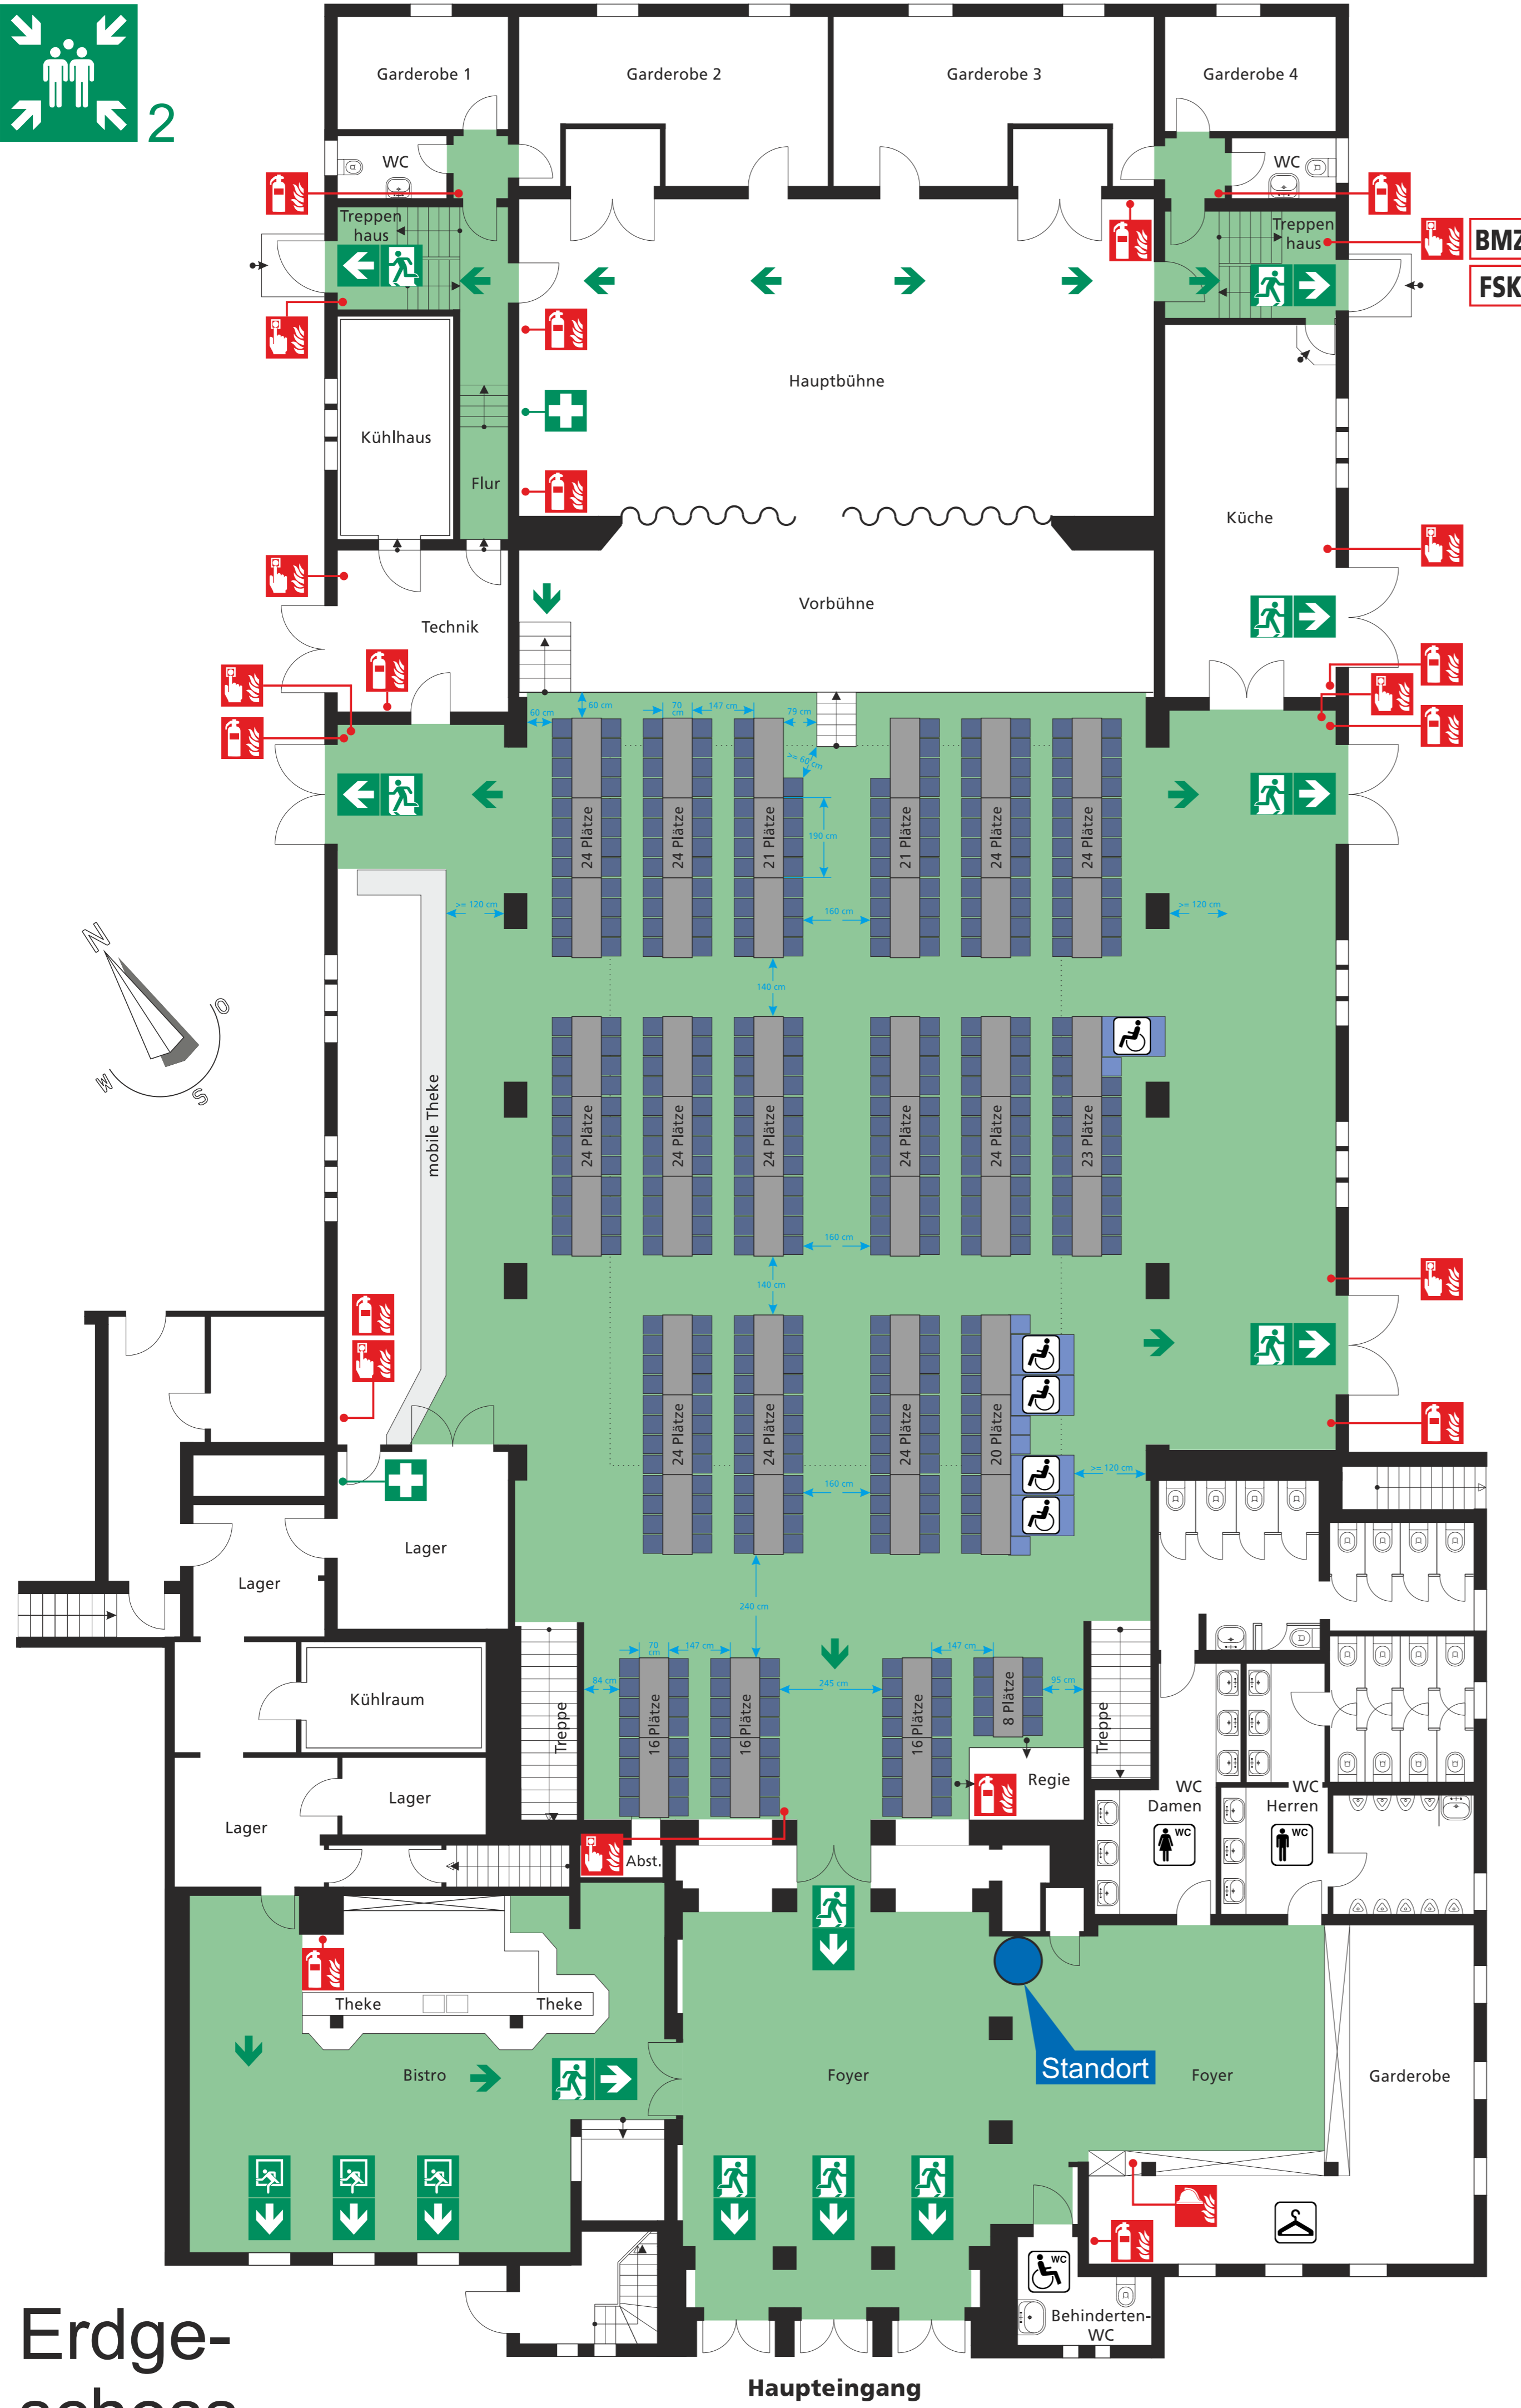 2
Garderobe 1
Garderobe 2
Garderobe 3
Garderobe 4
WC
WC
Treppen
haus
Treppen
haus
BMZ
FSK
Hauptbühne
Kühlhaus
Flur
Küche
Vorbühne
Technik
60 cm
60 cm
70
cm
147 cm
79 cm
>= 60 cm
190 cm
24 Plätze
24 Plätze
21 Plätze
21 Plätze
24 Plätze
24 Plätze
>= 120 cm
160 cm
>= 120 cm
140 cm
N
O
W
S
mobile Theke
24 Plätze
24 Plätze
24 Plätze
24 Plätze
24 Plätze
23 Plätze
160 cm
140 cm
24 Plätze
24 Plätze
24 Plätze
20 Plätze
160 cm
>= 120 cm
Lager
Lager
240 cm
70
cm
147 cm
147 cm
84 cm
245 cm
95 cm
Kühlraum
Treppe
16 Plätze
16 Plätze
16 Plätze
8 Plätze
Treppe
Regie
Lager
Lager
WC
Damen
WC
Herren
WC
WC
Abst.
Theke
Theke
Bistro
Foyer
Standort
Foyer
Garderobe
WC
Behinderten-
WC
Erdge-
schoss
Haupteingang